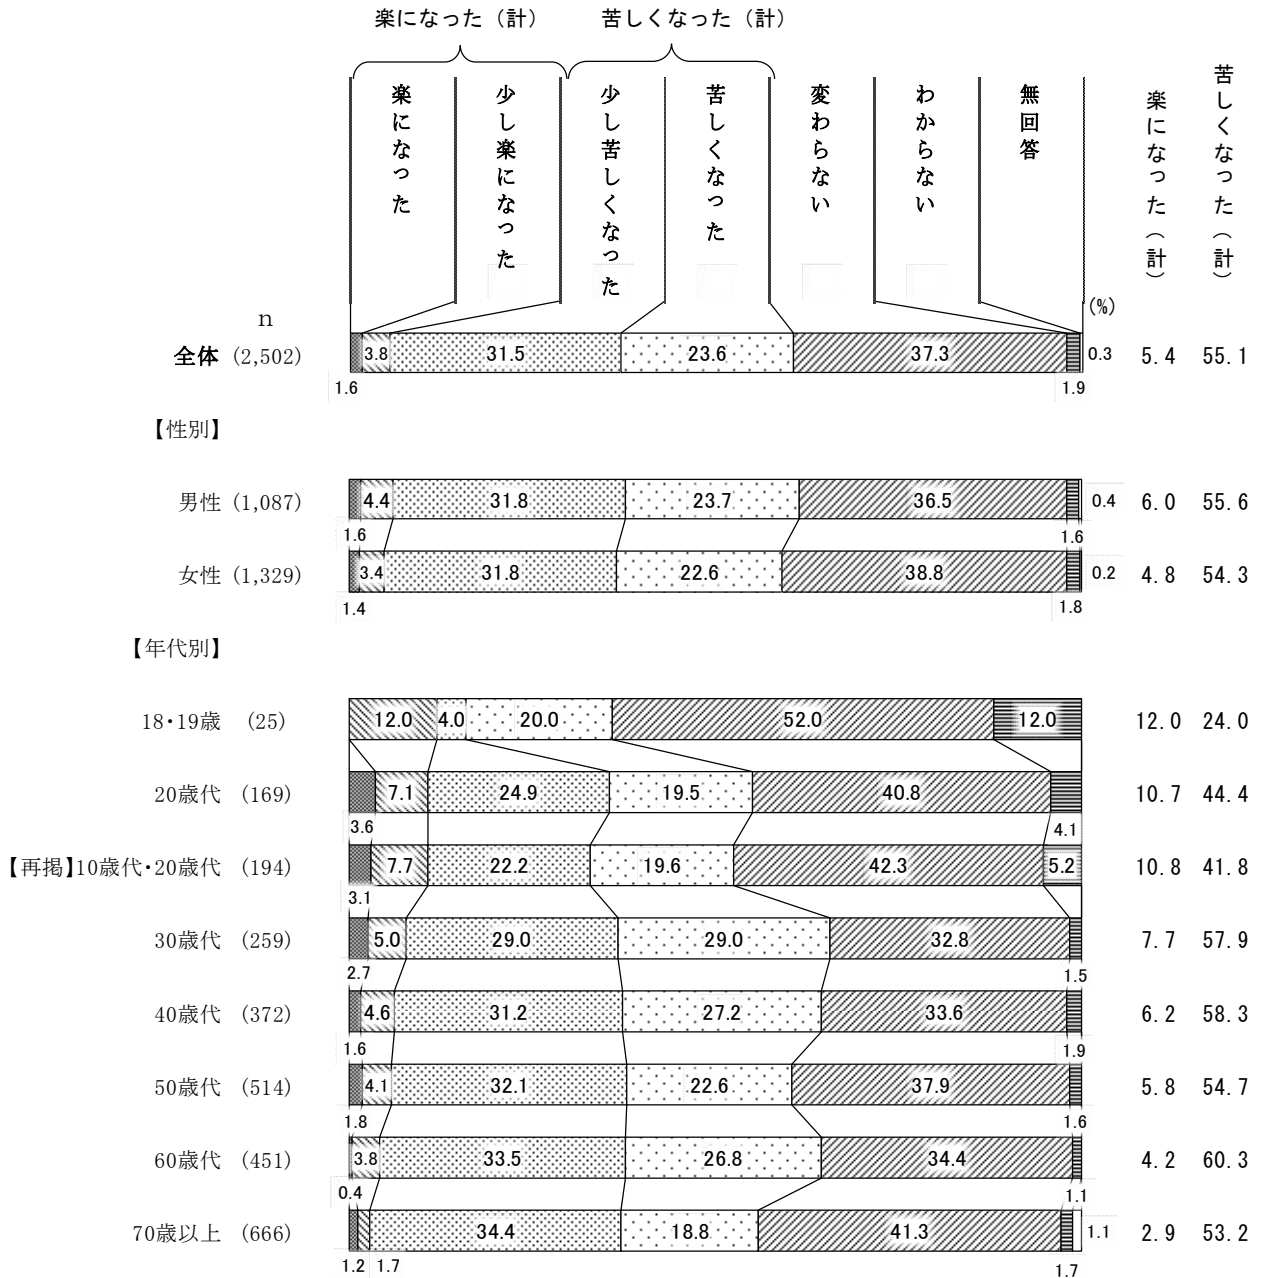 楽になった（計） 苦しくなった（計）
楽になった
少し楽になった
少し苦しくなった
苦しくなった
変わらない
わからない
無回答
楽になった（計）
苦しくなった（計）
(%)
n
全体 (2,502) 3.8 31.5 23.6 37.3 0.3 5.4 55.1
1.6 1.9
【性別】
男性 (1,087) 4.4 31.8 23.7 36.5 0.4 6.0 55.6
1.6 1.6
女性 (1,329) 3.4 31.8 22.6 38.8 0.2 4.8 54.3
1.4 1.8
【年代別】
18・19歳 (25) 12.0 4.0 20.0 52.0 12.0 12.0 24.0
20歳代 (169) 7.1 24.9 19.5 40.8 10.7 44.4
3.6 4.1
【再掲】10歳代・20歳代 (194) 7.7 22.2 19.6 42.3 5.2 10.8 41.8
3.1
30歳代 (259) 5.0 29.0 29.0 32.8 7.7 57.9
2.7 1.5
40歳代 (372) 4.6 31.2 27.2 33.6 6.2 58.3
1.6 1.9
50歳代 (514) 4.1 32.1 22.6 37.9 5.8 54.7
1.8 1.6
60歳代 (451) 3.8 33.5 26.8 34.4 4.2 60.3
0.4 1.1
70歳以上 (666) 34.4 18.8 41.3 1.1 2.9 53.2
1.2 1.7 1.7